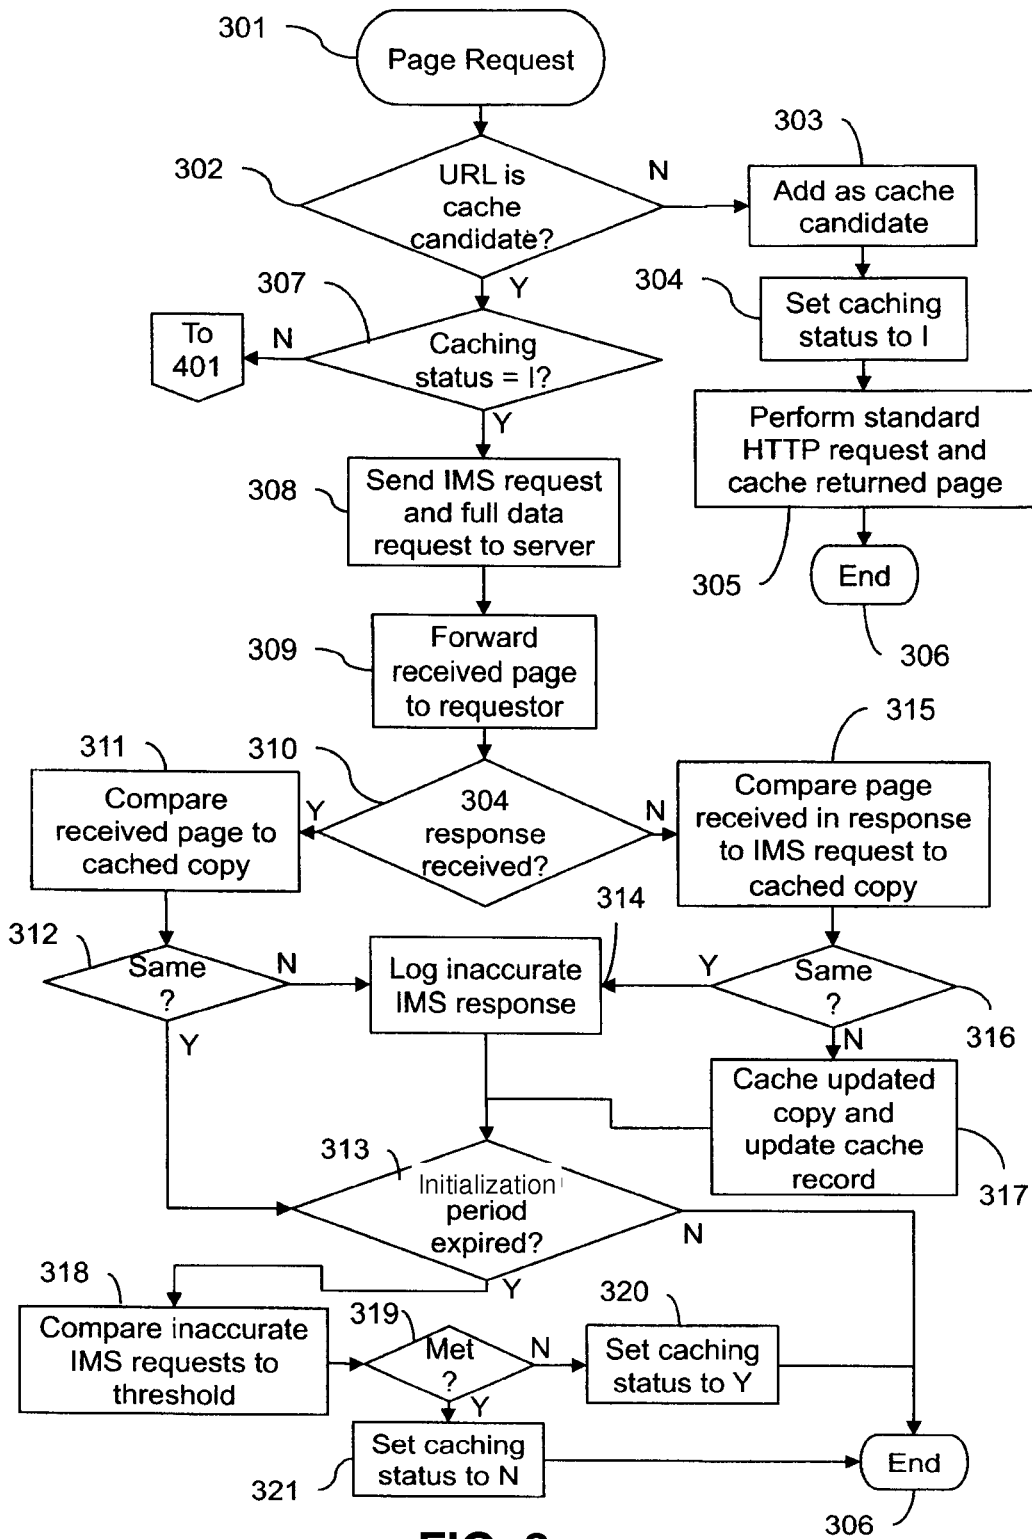 301
Page Request
303
302
URL is
cache
candidate?
N
Add as cache
candidate
Y
307
304
Set caching
status to I
To
401
N
Caching
status = I?
Y
Perform standard
HTTP request and
cache returned page
308
Send IMS request
and full data
request to server
305
End
306
309
Forward
received page
to requestor
315
311
310
Compare
received page to
cached copy
Y
304
response
received?
N
Compare page
received in response
to IMS request to
cached copy
314
312
Same
?
N
Log inaccurate
IMS response
Y
Same
?
316
Y
N
Cache updated
copy and
update cache
record
317
313
Initialization
period
expired?
N
Y
318
Compare inaccurate
IMS requests to
threshold
319
Met
?
N
320
Set caching
status to Y
Y
Set caching
status to N
321
End
306